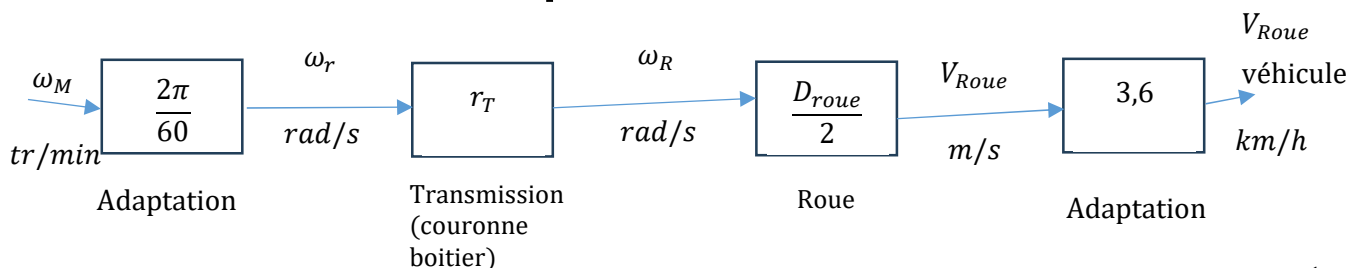 ω_M
tr/min
2π
60
Adaptation
ω_r
rad/s
r_T
Transmission
(couronne
boitier)
ω_R
rad/s
D_roue
2
Roue
V_Roue
m/s
3,6
Adaptation
V_Roue
véhicule
km/h